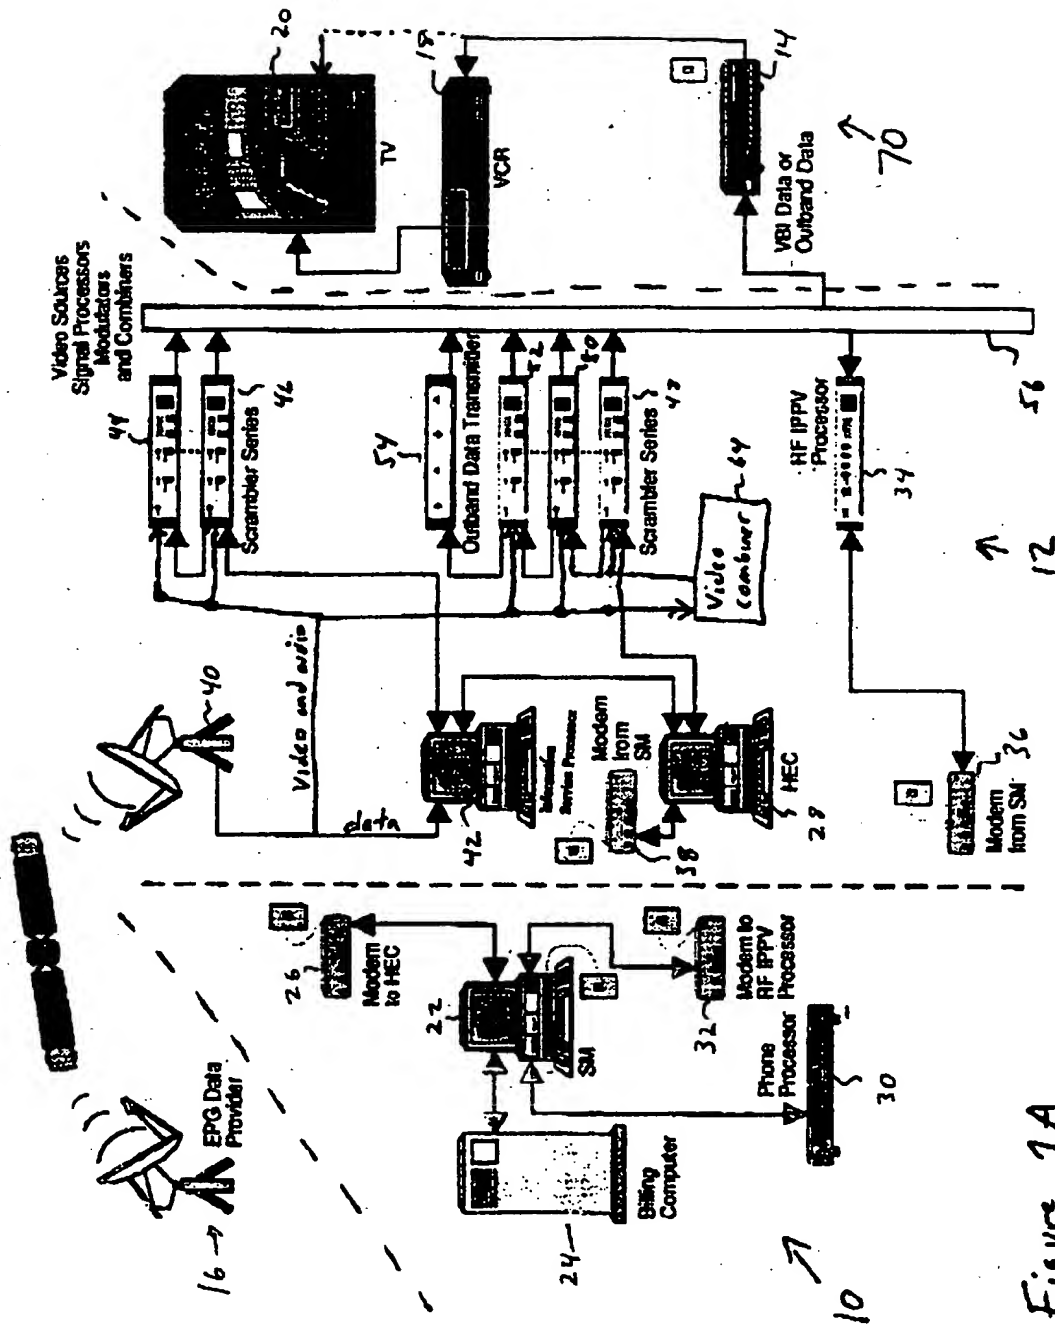 16
EPG Data
Provider
40
Video Sources
Signal Processors
Modulators
and Combiners
20
TV
18
VCR
14
VBI Data or
Outband Data
70
44
46
Scrambler Series
54
Outband Data Transmitter
52
50
48
Scrambler Series
Video and audio
data
64
Video
combiner
42
Service Processor
Modem
from
SM
38
HEC
28
RF IPPV
Processor
34
56
12
36
Modem
from SM
26
Modem
to HEC
22
SM
24
Billing
Computer
32
Modem to
RF IPPV
Processor
Phone
Processor
30
10
Figure 1A